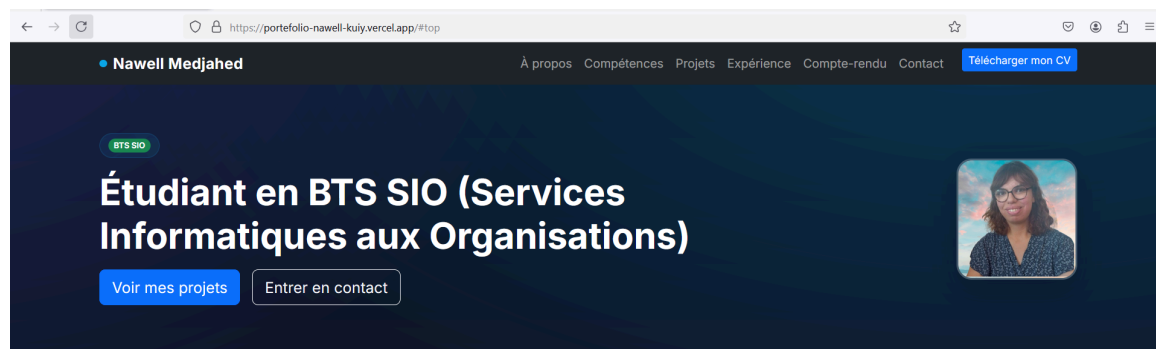 https://portefolio-nawell-kuiy.vercel.app/#top
Nawell Medjahed
À propos Compétences Projets Expérience Compte-rendu Contact Télécharger mon CV
BTS SIO
Étudiant en BTS SIO (Services
Informatiques aux Organisations)
Voir mes projets Entrer en contact